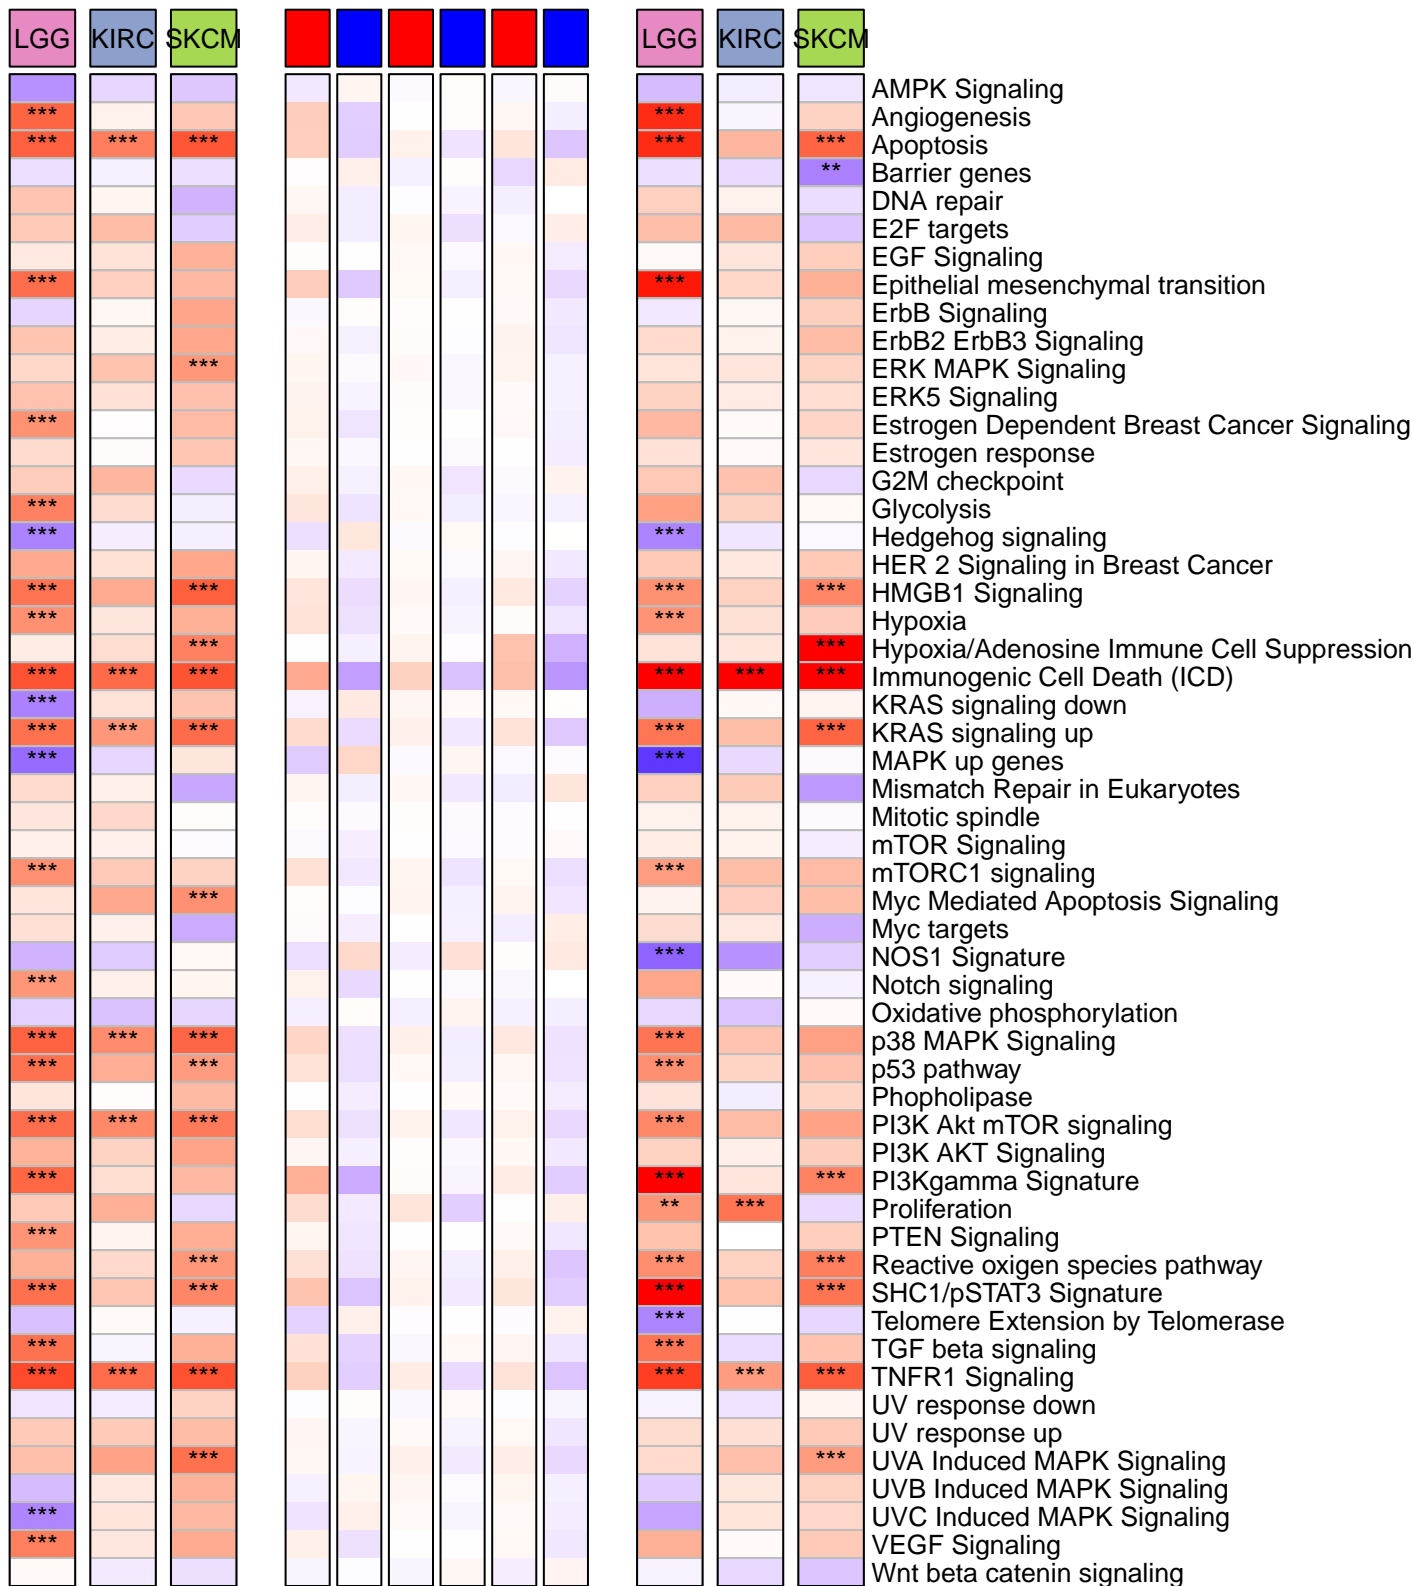 LGG KIRC SKCM LGG KIRC SKCM
AMPK Signaling
*** *** Angiogenesis
*** *** *** *** *** Apoptosis
** Barrier genes
DNA repair
E2F targets
EGF Signaling
*** *** Epithelial mesenchymal transition
ErbB Signaling
ErbB2 ErbB3 Signaling
*** ERK MAPK Signaling
ERK5 Signaling
*** Estrogen Dependent Breast Cancer Signaling
Estrogen response
G2M checkpoint
*** Glycolysis
*** *** Hedgehog signaling
HER 2 Signaling in Breast Cancer
*** *** *** *** HMGB1 Signaling
*** *** Hypoxia
*** *** Hypoxia/Adenosine Immune Cell Suppression
*** *** *** *** *** *** Immunogenic Cell Death (ICD)
*** KRAS signaling down
*** *** *** *** *** KRAS signaling up
*** *** MAPK up genes
Mismatch Repair in Eukaryotes
Mitotic spindle
mTOR Signaling
*** *** mTORC1 signaling
*** Myc Mediated Apoptosis Signaling
Myc targets
*** NOS1 Signature
*** Notch signaling
Oxidative phosphorylation
*** *** *** *** p38 MAPK Signaling
*** *** *** p53 pathway
Phopholipase
*** *** *** *** PI3K Akt mTOR signaling
PI3K AKT Signaling
*** *** *** PI3Kgamma Signature
** *** Proliferation
*** PTEN Signaling
*** *** *** Reactive oxigen species pathway
*** *** *** *** SHC1/pSTAT3 Signature
*** Telomere Extension by Telomerase
*** *** TGF beta signaling
*** *** *** *** *** *** TNFR1 Signaling
UV response down
UV response up
*** *** UVA Induced MAPK Signaling
UVB Induced MAPK Signaling
*** UVC Induced MAPK Signaling
*** VEGF Signaling
Wnt beta catenin signaling